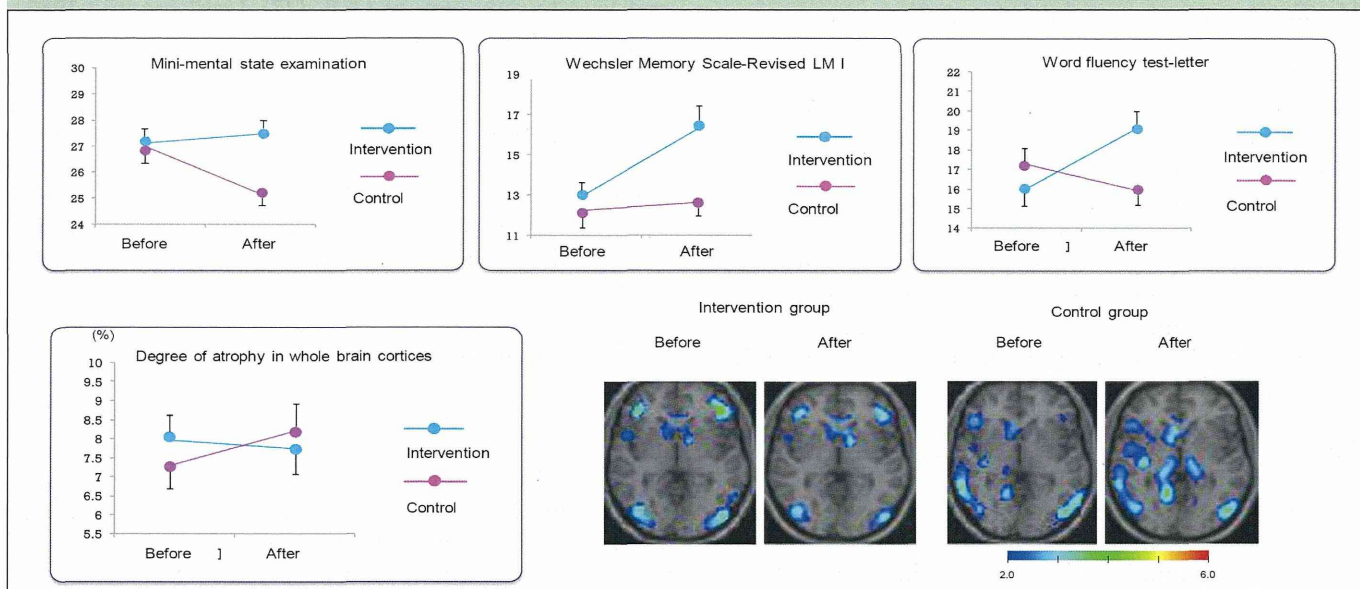 Mini-mental state examination
30
29
28
27
26
25
24
Before After
Intervention
Control
Wechsler Memory Scale-Revised LM I
19
17
15
13
11
Before After
Intervention
Control
Word fluency test-letter
22
21
20
19
18
17
16
15
14
Before ] After
Intervention
Control
(%)
Degree of atrophy in whole brain cortices
10
9.5
9
8.5
8
7.5
7
6.5
6
5.5
Before ] After
Intervention
Control
Intervention group
Before After
Control group
Before After
2.0 6.0